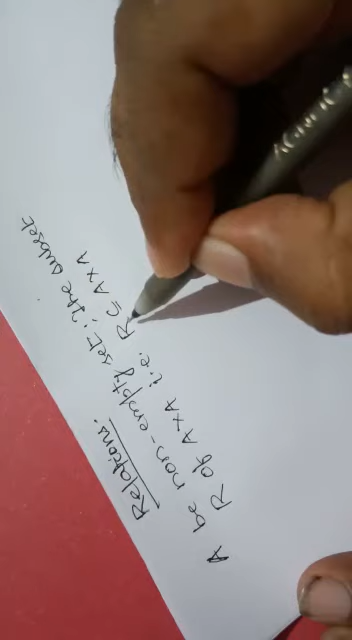 Relations:
A be non-empty set; the subset
R of A×A i.e. R ⊆ A×A